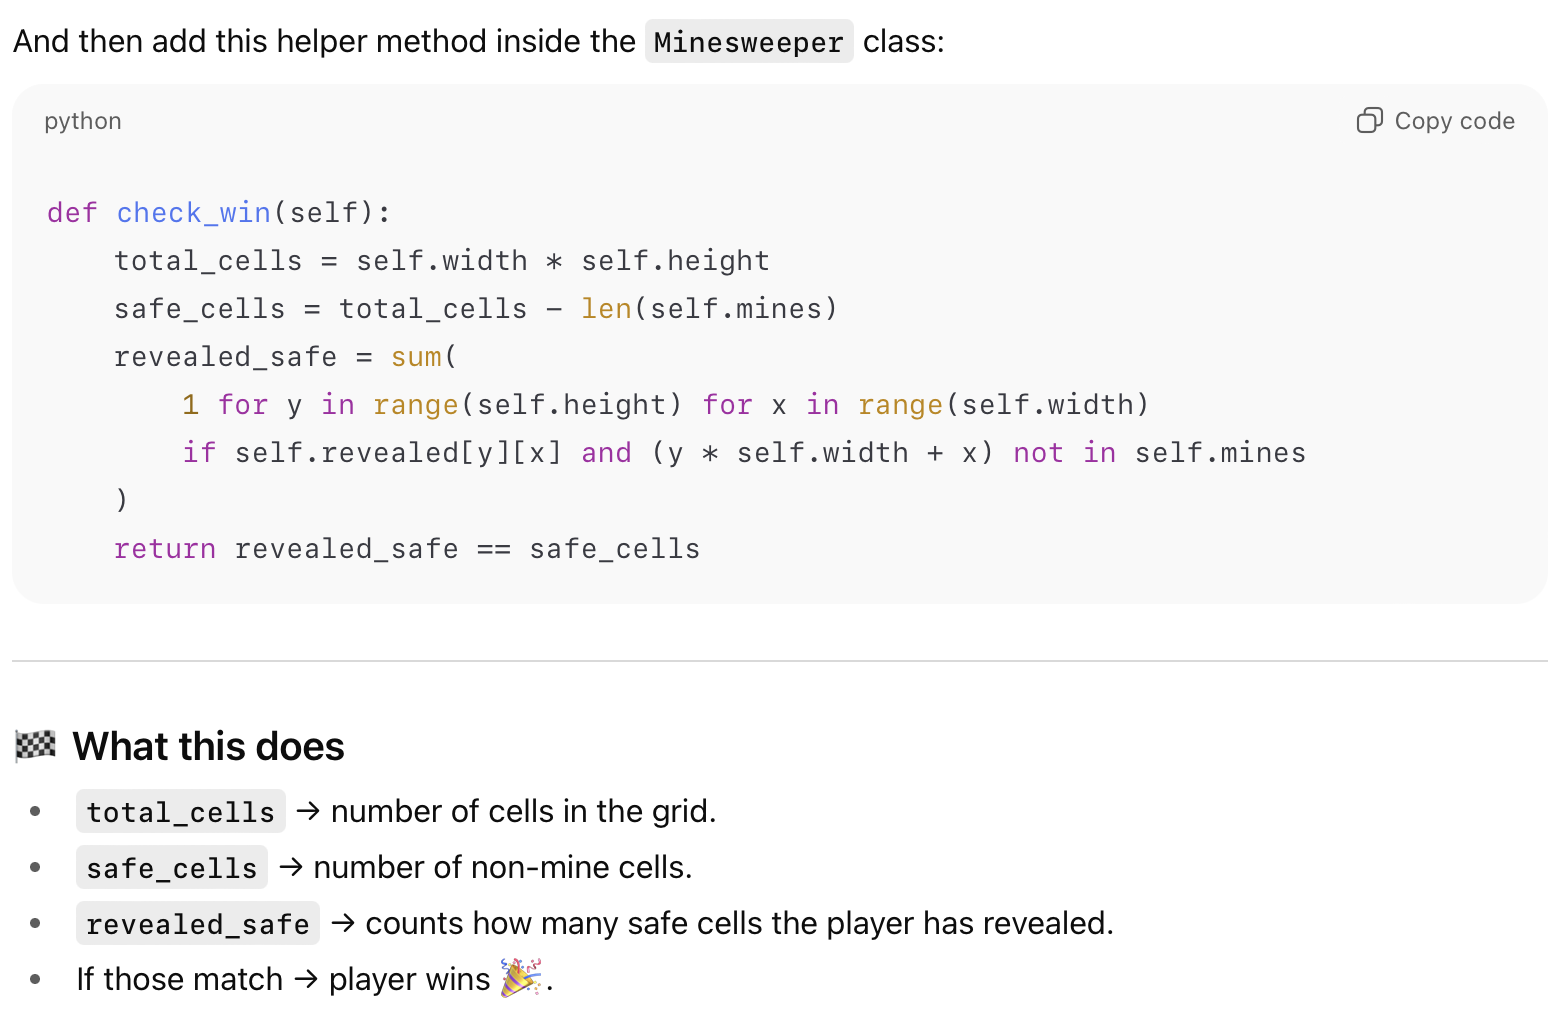 And then add this helper method inside the Minesweeper class:
python
Copy code
def check_win(self):
    total_cells = self.width * self.height
    safe_cells = total_cells - len(self.mines)
    revealed_safe = sum(
        1 for y in range(self.height) for x in range(self.width)
        if self.revealed[y][x] and (y * self.width + x) not in self.mines
    )
    return revealed_safe == safe_cells
🏁 What this does
• total_cells → number of cells in the grid.
• safe_cells → number of non-mine cells.
• revealed_safe → counts how many safe cells the player has revealed.
• If those match → player wins 🎉.